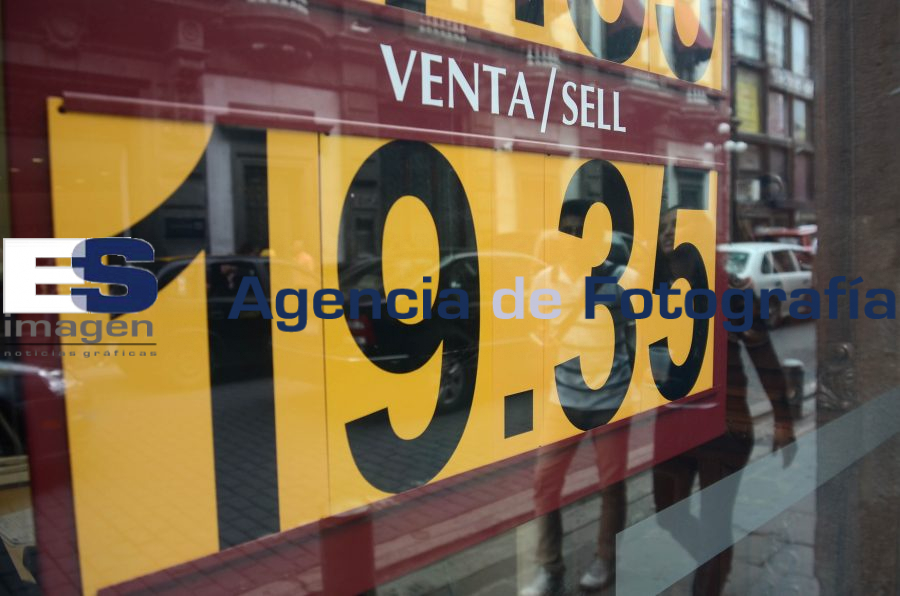 VENTA/SELL
19.35
ES
imagen
noticias gráficas
Agencia de Fotografía